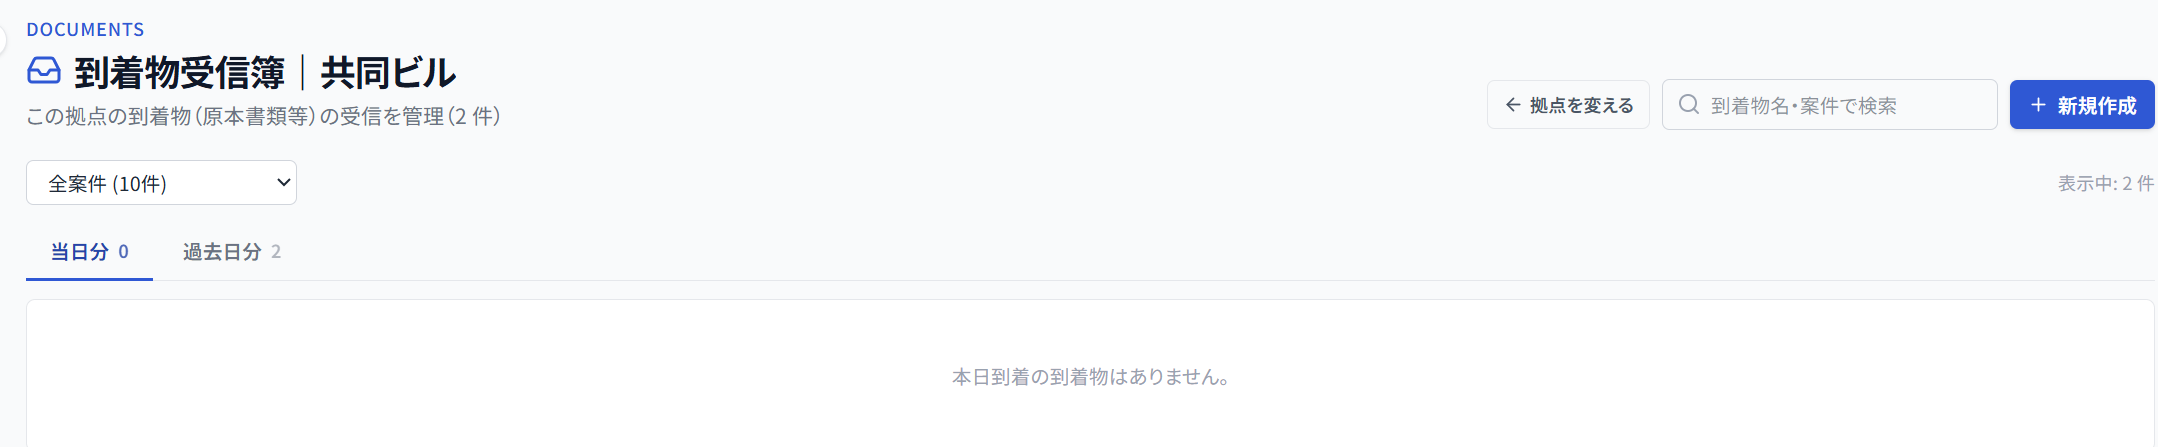 DOCUMENTS
到着物受信簿｜共同ビル
この拠点の到着物（原本書類等）の受信を管理（2 件）
← 拠点を変える
到着物名・案件で検索
+ 新規作成
全案件 (10件)
表示中: 2 件
当日分 0
過去日分 2
本日到着の到着物はありません。